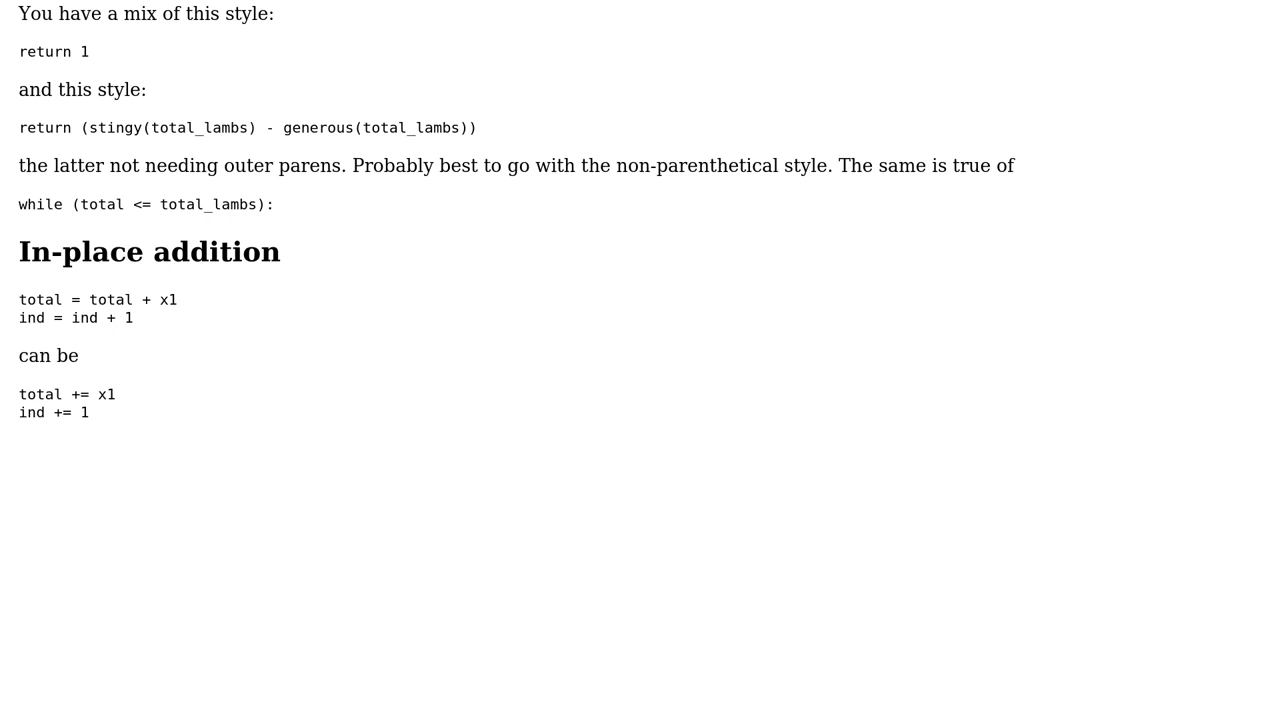 You have a mix of this style:
return 1
and this style:
return (stingy(total_lambs) - generous(total_lambs))
the latter not needing outer parens. Probably best to go with the non-parenthetical style. The same is true of
while (total <= total_lambs):
In-place addition
total = total + x1
ind = ind + 1
can be
total += x1
ind += 1